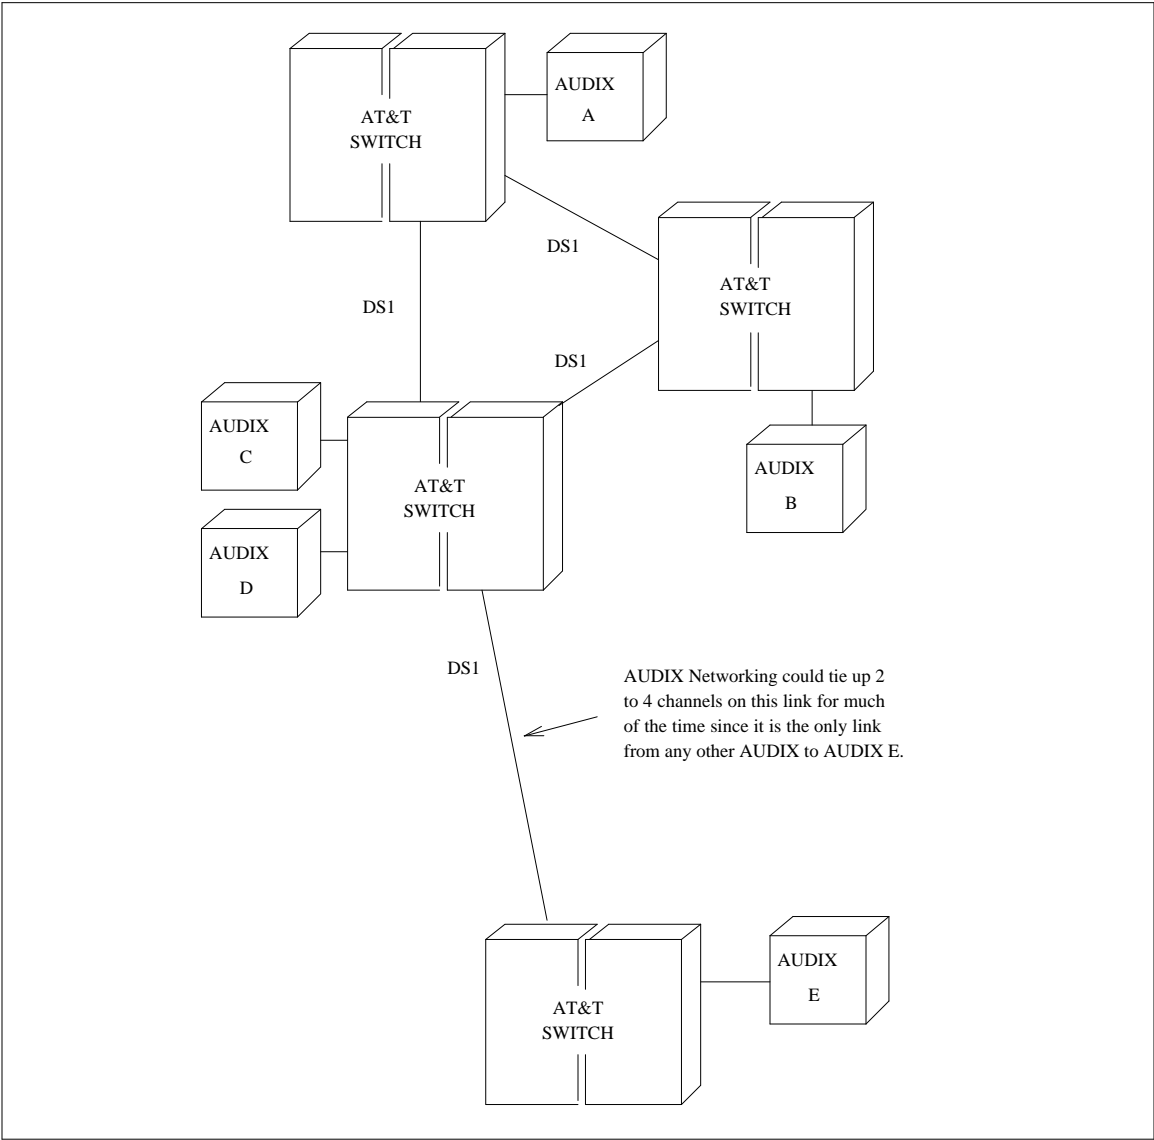 AUDIX
A
AT&T
SWITCH
DS1
AT&T
SWITCH
DS1
DS1
AUDIX
C
AUDIX
B
AT&T
SWITCH
AUDIX
D
DS1
AUDIX Networking could tie up 2
to 4 channels on this link for much
of the time since it is the only link
from any other AUDIX to AUDIX E.
AUDIX
E
AT&T
SWITCH